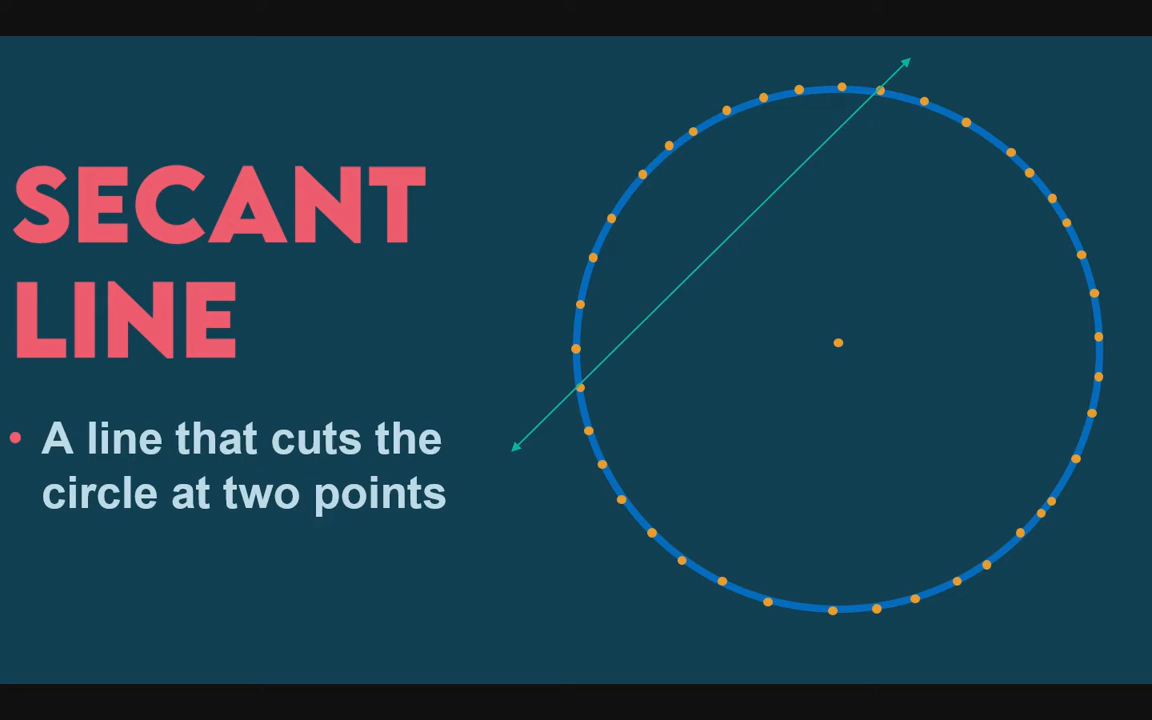 SECANT
LINE
• A line that cuts the
circle at two points